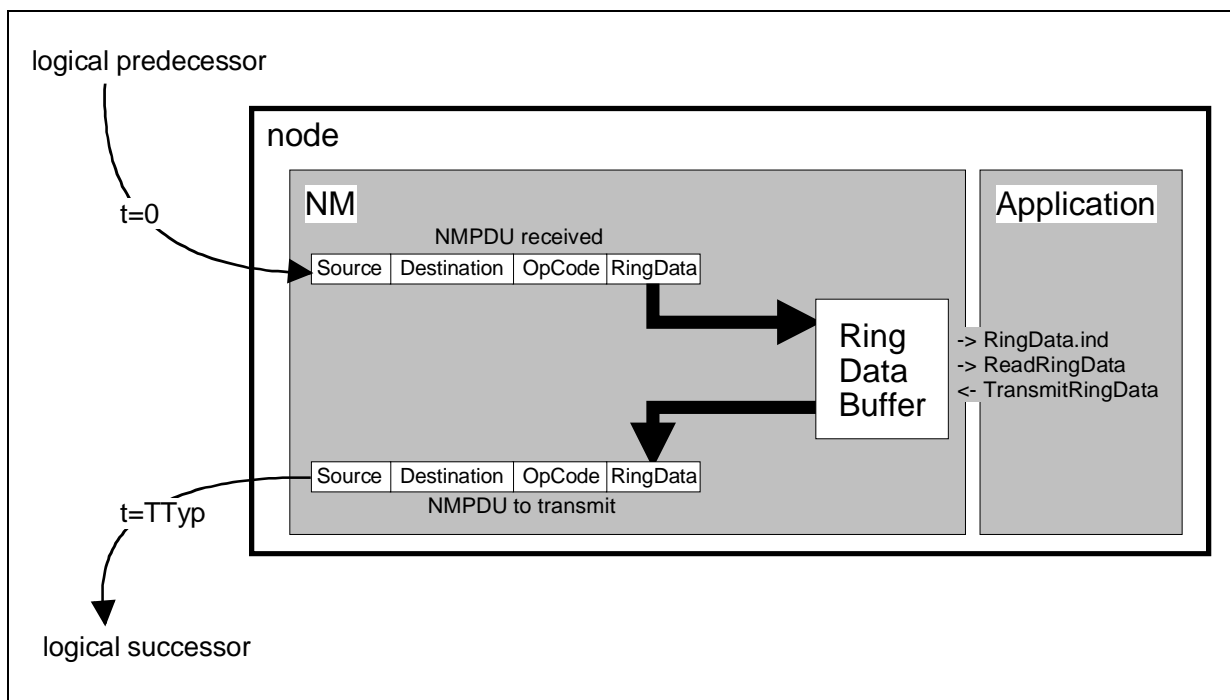 logical predecessor
node
NM
Application
t=0
NMPDU received
Source Destination OpCode RingData
Ring
Data
Buffer
-> RingData.ind
-> ReadRingData
<- TransmitRingData
Source Destination OpCode RingData
NMPDU to transmit
t=TTyp
logical successor